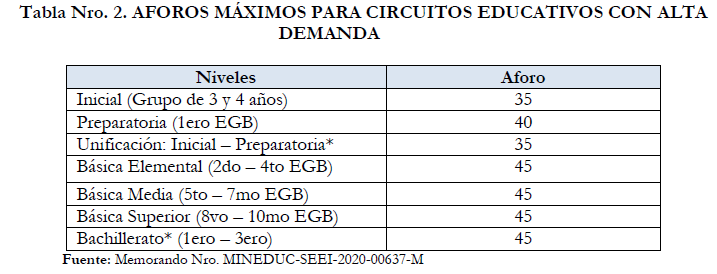 Tabla Nro. 2. AFOROS MÁXIMOS PARA CIRCUITOS EDUCATIVOS CON ALTA
DEMANDA
Niveles Aforo
Inicial (Grupo de 3 y 4 años) 35
Preparatoria (1ero EGB) 40
Unificación: Inicial – Preparatoria* 35
Básica Elemental (2do – 4to EGB) 45
Básica Media (5to – 7mo EGB) 45
Básica Superior (8vo – 10mo EGB) 45
Bachillerato* (1ero – 3ero) 45
Fuente: Memorando Nro. MINEDUC-SEEI-2020-00637-M